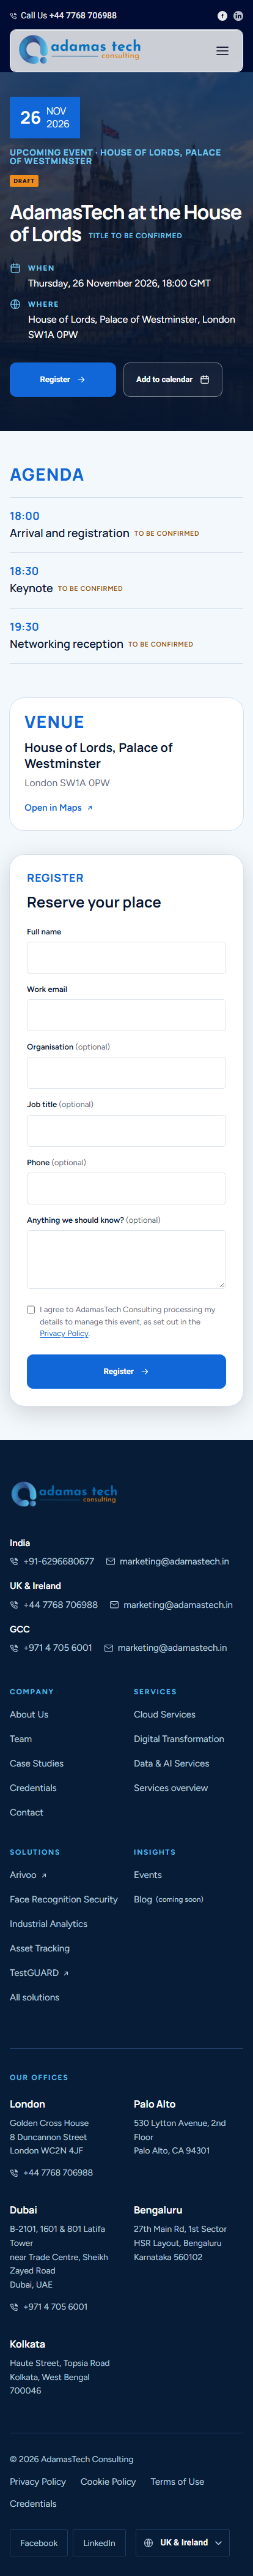 Call Us +44 7768 706988
adamas tech
consulting
26 NOV 2026
UPCOMING EVENT · HOUSE OF LORDS, PALACE
OF WESTMINSTER
DRAFT
AdamasTech at the House
of Lords TITLE TO BE CONFIRMED
WHEN
Thursday, 26 November 2026, 18:00 GMT
WHERE
House of Lords, Palace of Westminster, London
SW1A 0PW
Register
Add to calendar
AGENDA
18:00
Arrival and registration TO BE CONFIRMED
18:30
Keynote TO BE CONFIRMED
19:30
Networking reception TO BE CONFIRMED
VENUE
House of Lords, Palace of
Westminster
London SW1A 0PW
Open in Maps
REGISTER
Reserve your place
Full name
Work email
Organisation (optional)
Job title (optional)
Phone (optional)
Anything we should know? (optional)
I agree to AdamasTech Consulting processing my
details to manage this event, as set out in the
Privacy Policy.
Register
adamas tech
consulting
India
+91-6296680677 marketing@adamastech.in
UK & Ireland
+44 7768 706988 marketing@adamastech.in
GCC
+971 4 705 6001 marketing@adamastech.in
COMPANY
About Us
Team
Case Studies
Credentials
Contact
SERVICES
Cloud Services
Digital Transformation
Data & AI Services
Services overview
SOLUTIONS
Arivoo
Face Recognition Security
Industrial Analytics
Asset Tracking
TestGUARD
All solutions
INSIGHTS
Events
Blog (coming soon)
OUR OFFICES
London
Golden Cross House
8 Duncannon Street
London WC2N 4JF
+44 7768 706988
Palo Alto
530 Lytton Avenue, 2nd
Floor
Palo Alto, CA 94301
Dubai
B-2101, 1601 & 801 Latifa
Tower
near Trade Centre, Sheikh
Zayed Road
Dubai, UAE
+971 4 705 6001
Bengaluru
27th Main Rd, 1st Sector
HSR Layout, Bengaluru
Karnataka 560102
Kolkata
Haute Street, Topsia Road
Kolkata, West Bengal
700046
© 2026 AdamasTech Consulting
Privacy Policy Cookie Policy Terms of Use
Credentials
Facebook LinkedIn UK & Ireland